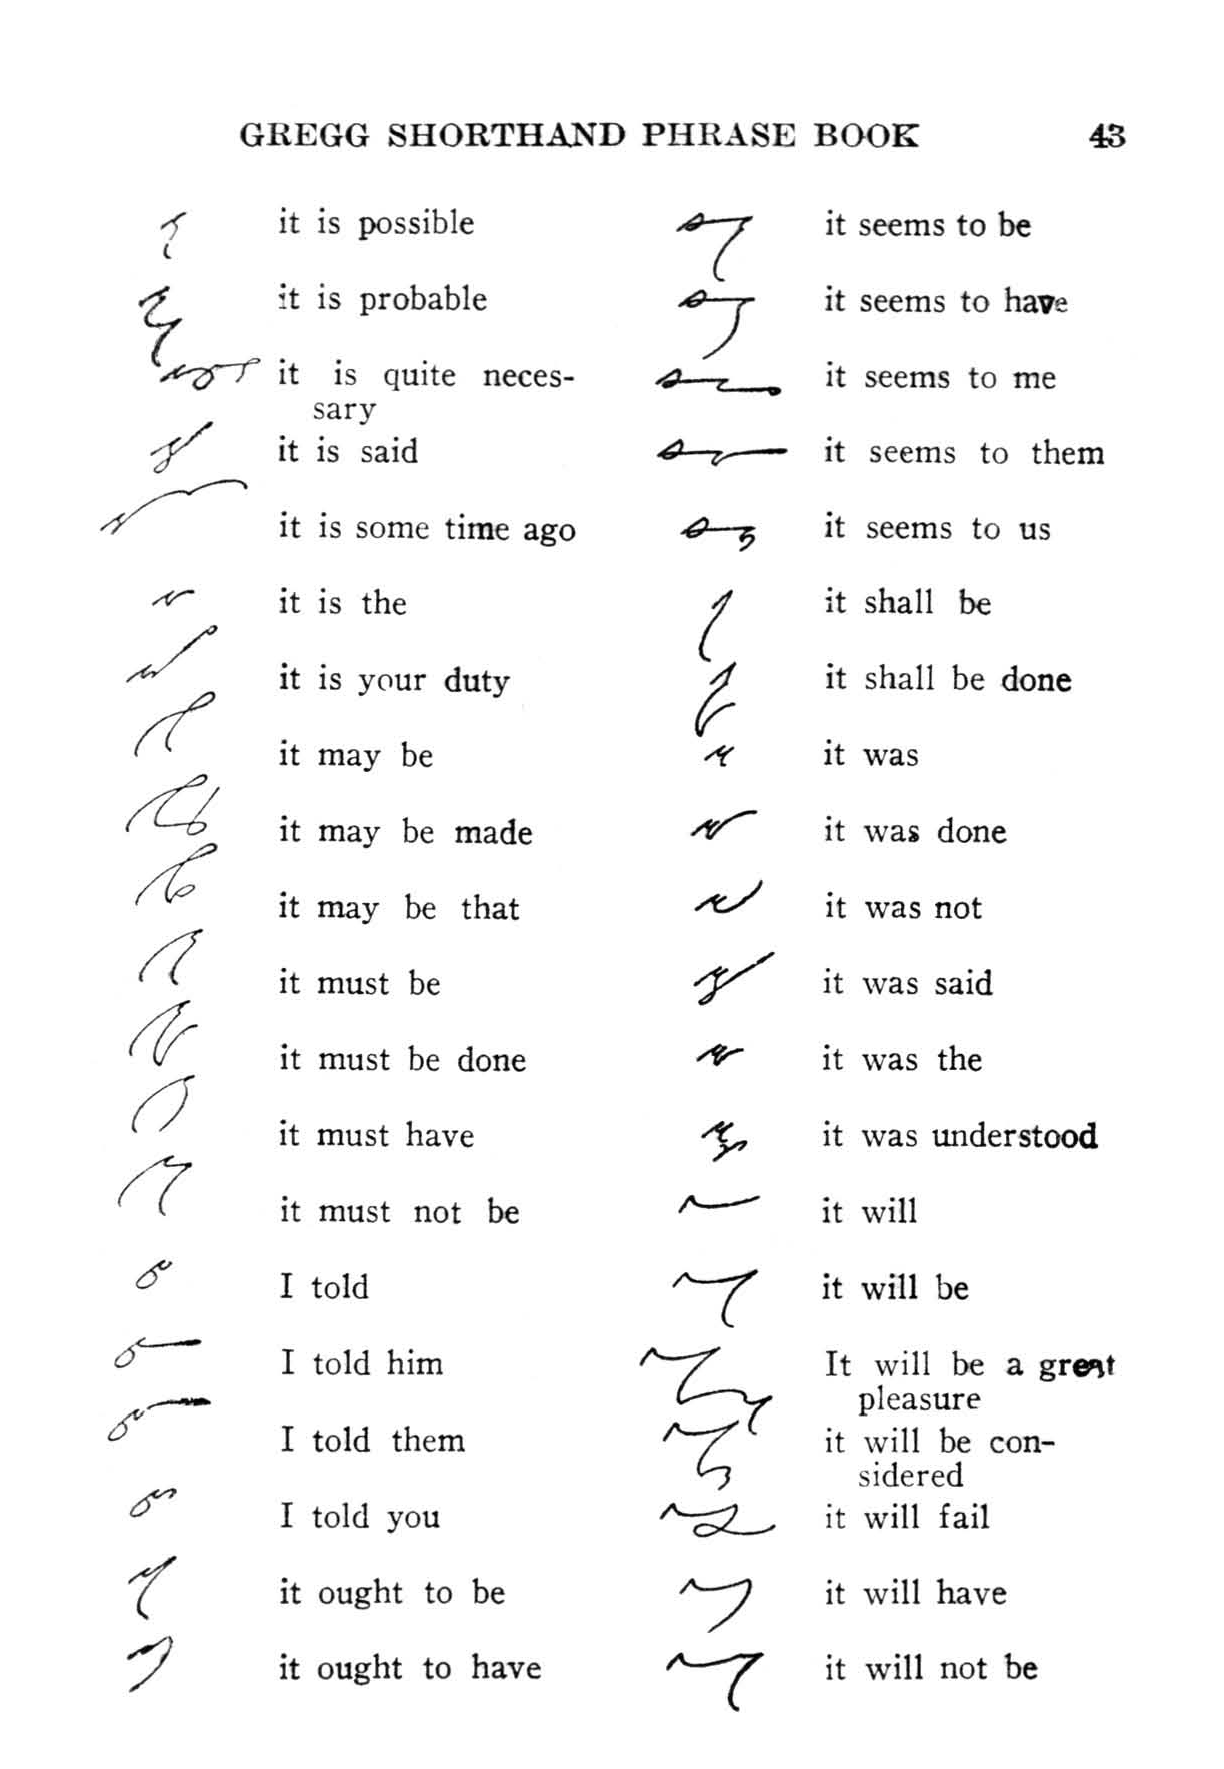 GREGG SHORTHAND PHRASE BOOK 43
it is possible
it is probable
it is quite neces-
sary
it is said
it is some time ago
it is the
it is your duty
it may be
it may be made
it may be that
it must be
it must be done
it must have
it must not be
I told
I told him
I told them
I told you
it ought to be
it ought to have
it seems to be
it seems to have
it seems to me
it seems to them
it seems to us
it shall be
it shall be done
it was
it was done
it was not
it was said
it was the
it was understood
it will
it will be
It will be a great
pleasure
it will be con-
sidered
it will fail
it will have
it will not be